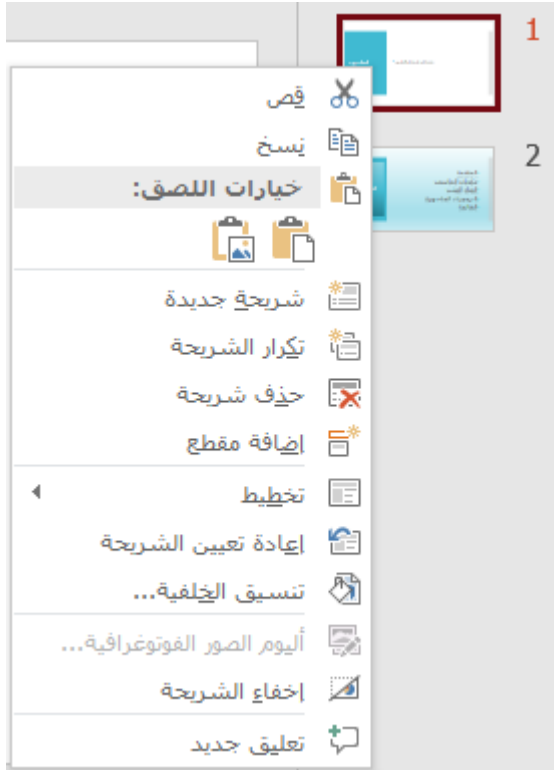 1
قص
نسخ
2
خيارات اللصق:
شريحة جديدة
تكرار الشريحة
حذف شريحة
إضافة مقطع
تخطيط
إعادة تعيين الشريحة
تنسيق الخلفية...
ألبوم الصور الفوتوغرافية...
إخفاء الشريحة
تعليق جديد